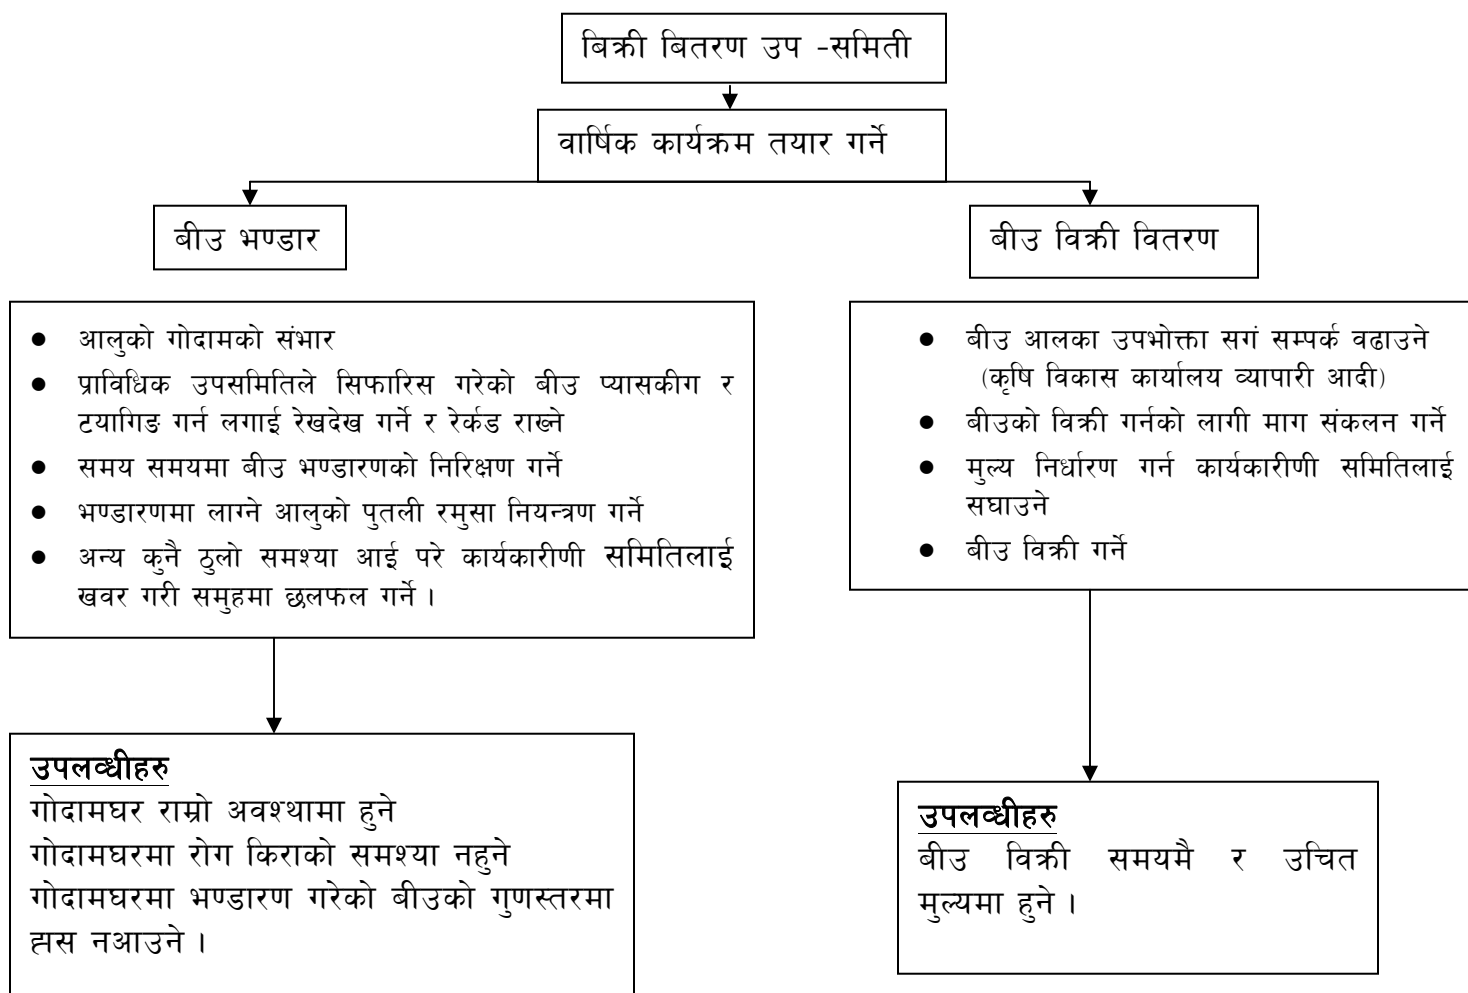 बिक्री बितरण उप -समिती
वार्षिक कार्यक्रम तयार गर्ने
बीउ भण्डार
बीउ विक्री वितरण
● आलुको गोदामको संभार
● प्राविधिक उपसमितिले सिफारिस गरेको बीउ प्यासकीग र
टयागिङ गर्न लगाई रेखदेख गर्ने र रेर्कड राख्ने
● समय समयमा बीउ भण्डारणको निरिक्षण गर्ने
● भण्डारणमा लाग्ने आलुको पुतली रमुसा नियन्त्रण गर्ने
● अन्य कुनै ठुलो समश्या आई परे कार्यकारीणी समितिलाई
खवर गरी समुहमा छलफल गर्ने ।
● बीउ आलका उपभोक्ता सगं सम्पर्क वढाउने
(कृषि विकास कार्यालय व्यापारी आदी)
● बीउको विक्री गर्नको लागी माग संकलन गर्ने
● मुल्य निर्धारण गर्न कार्यकारीणी समितिलाई
सघाउने
● बीउ विक्री गर्ने
उपलव्धीहरु
गोदामघर राम्रो अवश्थामा हुने
गोदामघरमा रोग किराको समश्या नहुने
गोदामघरमा भण्डारण गरेको बीउको गुणस्तरमा
ह्रास नआउने ।
उपलव्धीहरु
बीउ विक्री समयमै र उचित
मुल्यमा हुने ।